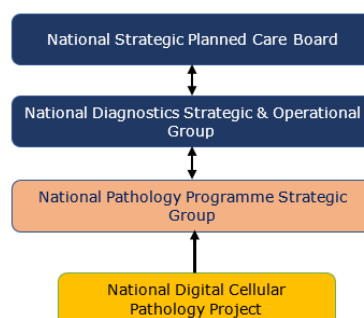 National Strategic Planned Care Board
National Diagnostics Strategic & Operational
Group
National Pathology Programme Strategic
Group
National Digital Cellular
Pathology Project